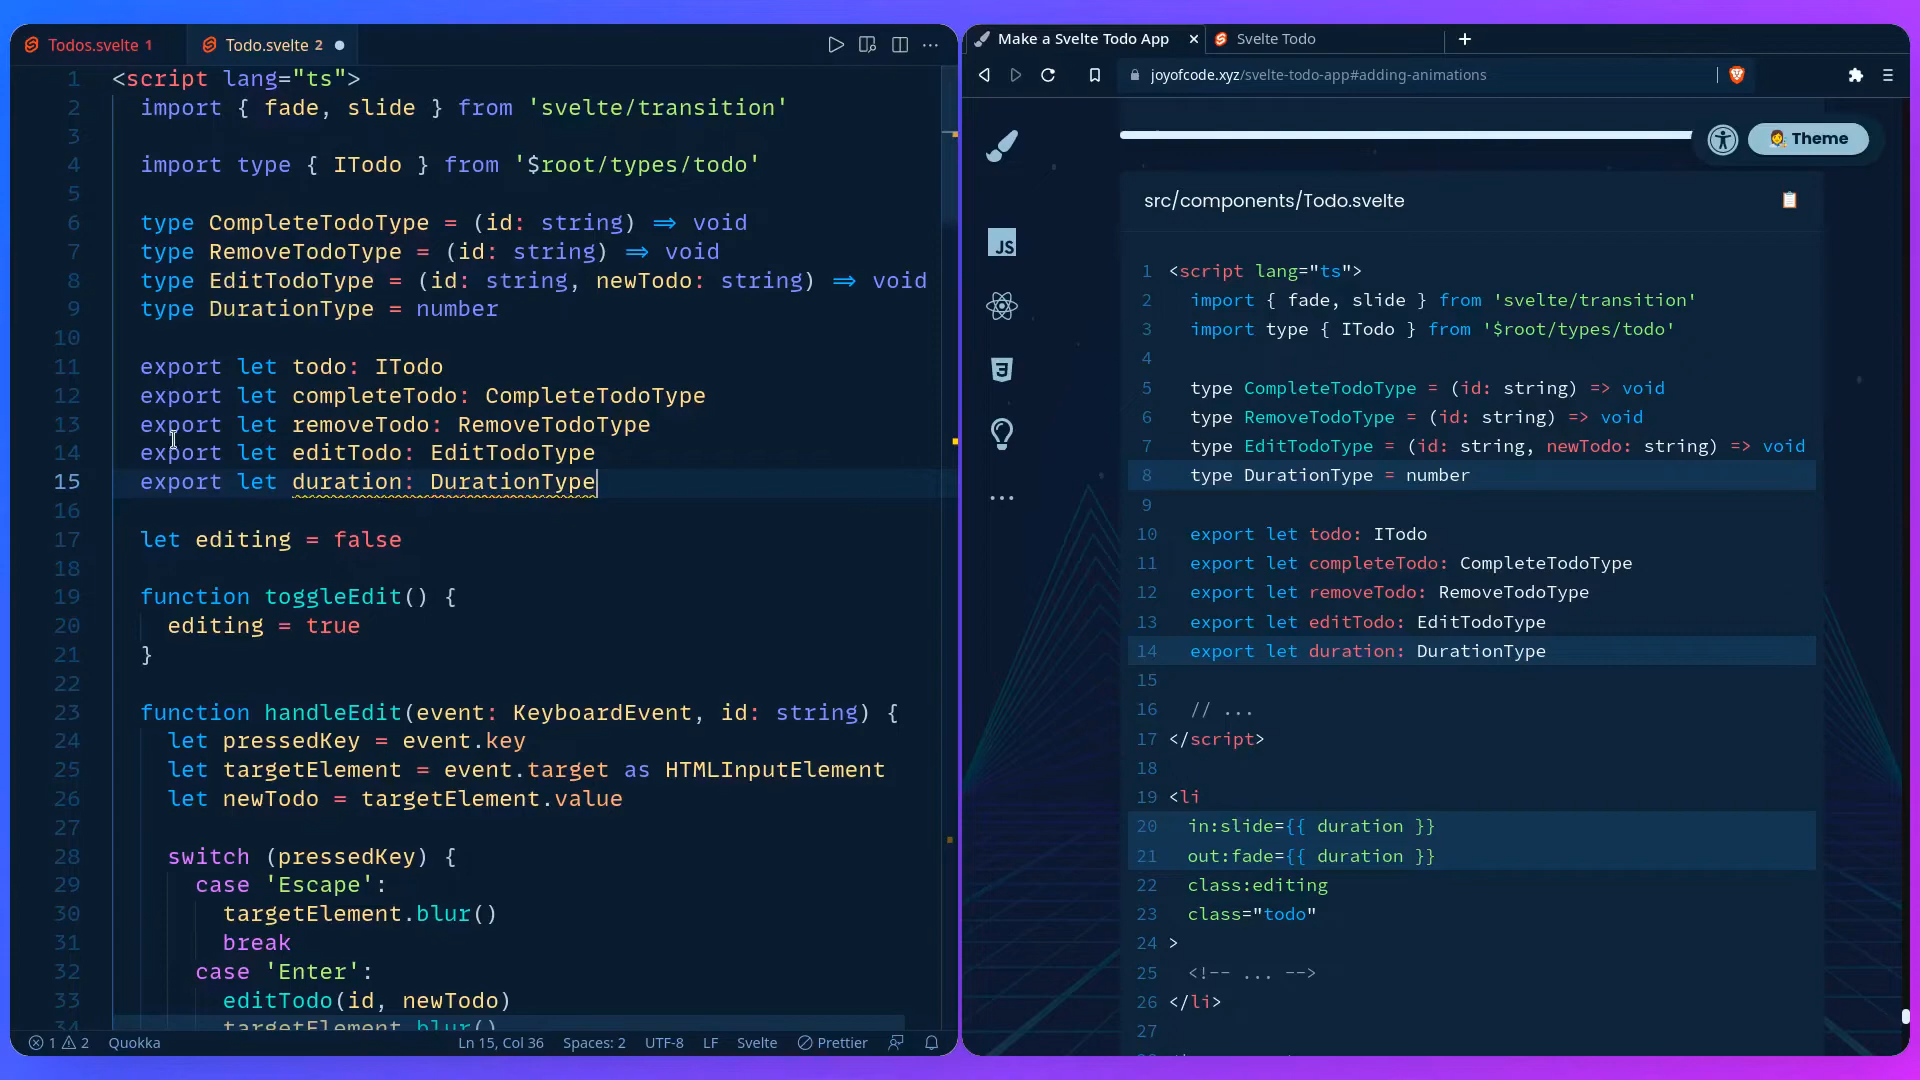 Todos.svelte 1
Todo.svelte 2
1 <script lang="ts">
2 import { fade, slide } from 'svelte/transition'
3
4 import type { ITodo } from '$root/types/todo'
5
6 type CompleteTodoType = (id: string) => void
7 type RemoveTodoType = (id: string) => void
8 type EditTodoType = (id: string, newTodo: string) => void
9 type DurationType = number
10
11 export let todo: ITodo
12 export let completeTodo: CompleteTodoType
13 export let removeTodo: RemoveTodoType
14 export let editTodo: EditTodoType
15 export let duration: DurationType
16
17 let editing = false
18
19 function toggleEdit() {
20 editing = true
21 }
22
23 function handleEdit(event: KeyboardEvent, id: string) {
24 let pressedKey = event.key
25 let targetElement = event.target as HTMLInputElement
26 let newTodo = targetElement.value
27
28 switch (pressedKey) {
29 case 'Escape':
30 targetElement.blur()
31 break
32 case 'Enter':
33 editTodo(id, newTodo)
34 targetElement.blur()
1 2 Quokka Ln 15, Col 36 Spaces: 2 UTF-8 LF Svelte Prettier
Make a Svelte Todo App
Svelte Todo
joyofcode.xyz/svelte-todo-app#adding-animations
Theme
JS
src/components/Todo.svelte
1 <script lang="ts">
2 import { fade, slide } from 'svelte/transition'
3 import type { ITodo } from '$root/types/todo'
4
5 type CompleteTodoType = (id: string) => void
6 type RemoveTodoType = (id: string) => void
7 type EditTodoType = (id: string, newTodo: string) => void
8 type DurationType = number
9
10 export let todo: ITodo
11 export let completeTodo: CompleteTodoType
12 export let removeTodo: RemoveTodoType
13 export let editTodo: EditTodoType
14 export let duration: DurationType
15
16 // ...
17 </script>
18
19 <li
20 in:slide={{ duration }}
21 out:fade={{ duration }}
22 class:editing
23 class="todo"
24 >
25 <!-- ... -->
26 </li>
27